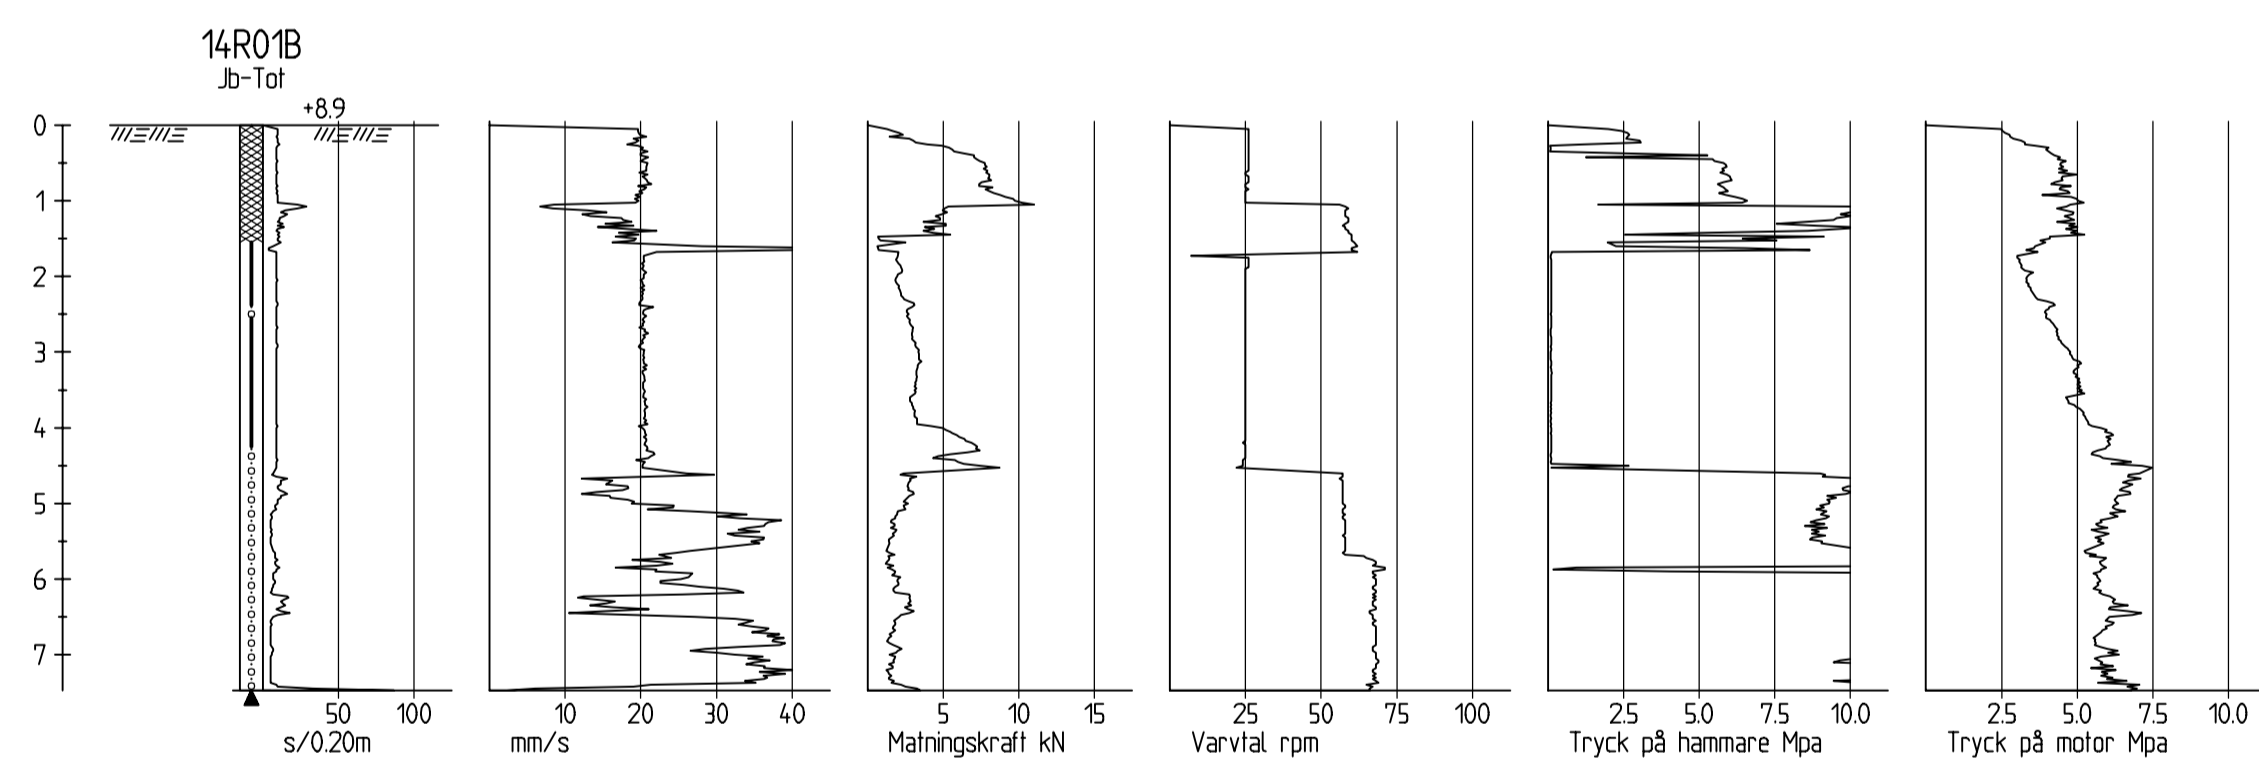 14R01B
Jb-Tot
+8.9
0
1
2
3
4
5
6
7
50 100
10 20 30 40
5 10 15
25 50 75 100
2.5 5.0 7.5 10.0
2.5 5.0 7.5 10.0
s/0.20m
mm/s
Matningskraft kN
Varvtal rpm
Tryck på hammare Mpa
Tryck på motor Mpa